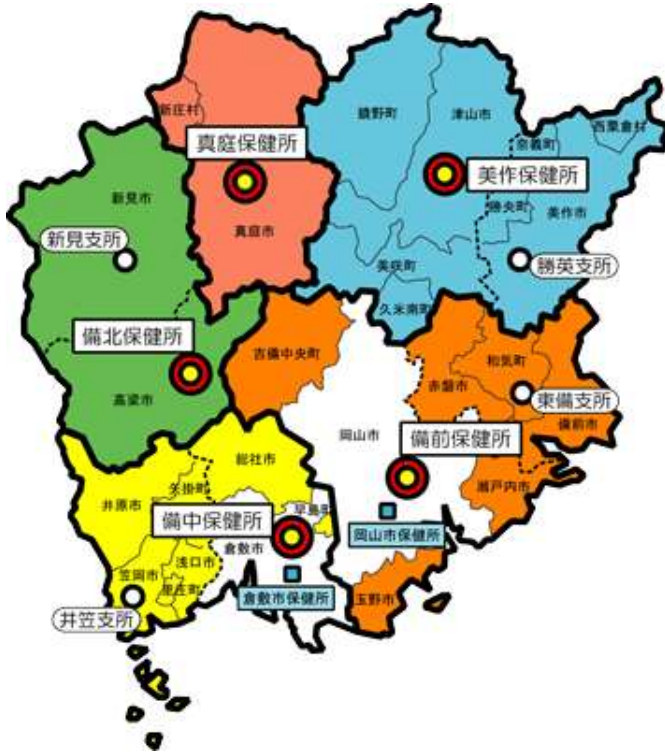 新庄村
真庭保健所
真庭市
鏡野町
津山市
奈義町
西粟倉村
美作保健所
勝央町
美作市
勝英支所
美咲町
久米南町
新見市
新見支所
備北保健所
高梁市
吉備中央町
岡山市
赤磐市
和気町
東備支所
備前市
備前保健所
瀬戸内市
岡山市保健所
玉野市
総社市
矢掛町
井原市
早島町
備中保健所
倉敷市
浅口市
笠岡市
里庄町
倉敷市保健所
井笠支所